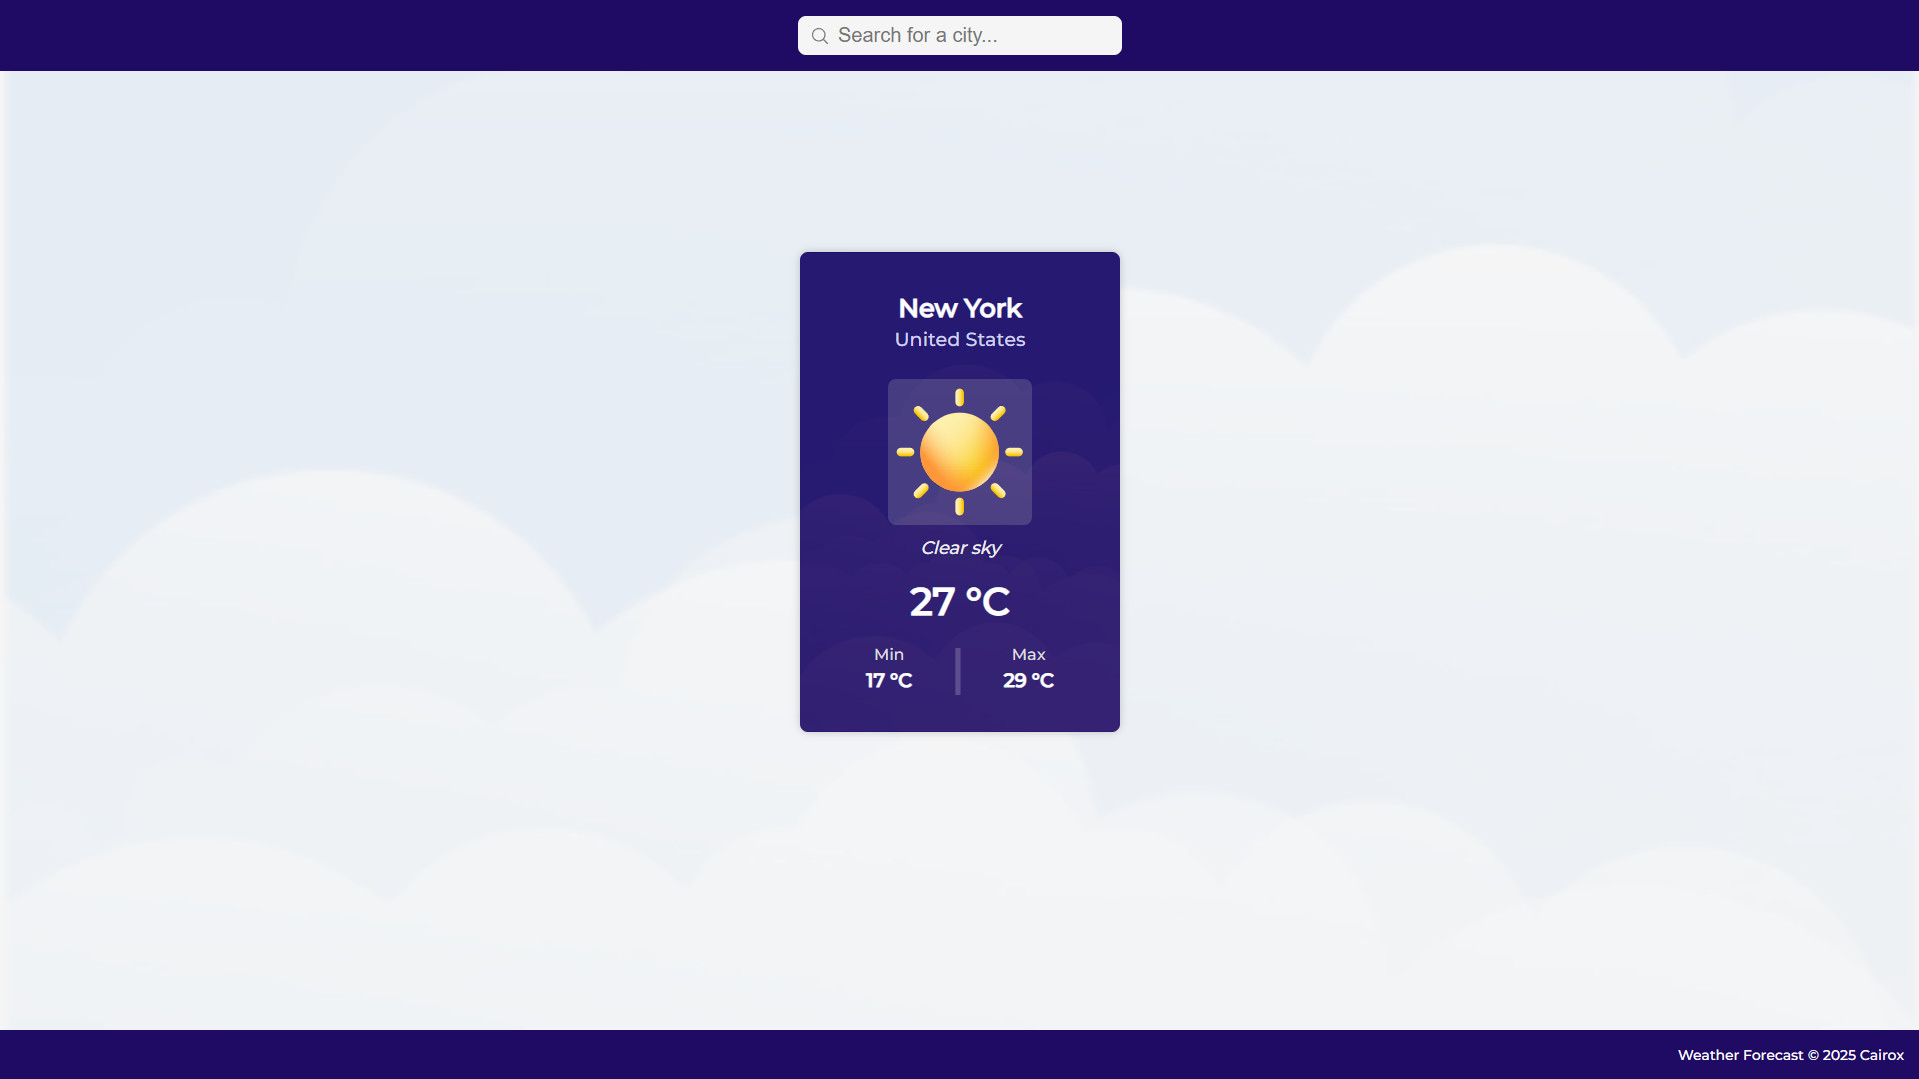 Search for a city...
New York
United States
Clear sky
27 °C
Min
17 °C
Max
29 °C
Weather Forecast © 2025 Cairox